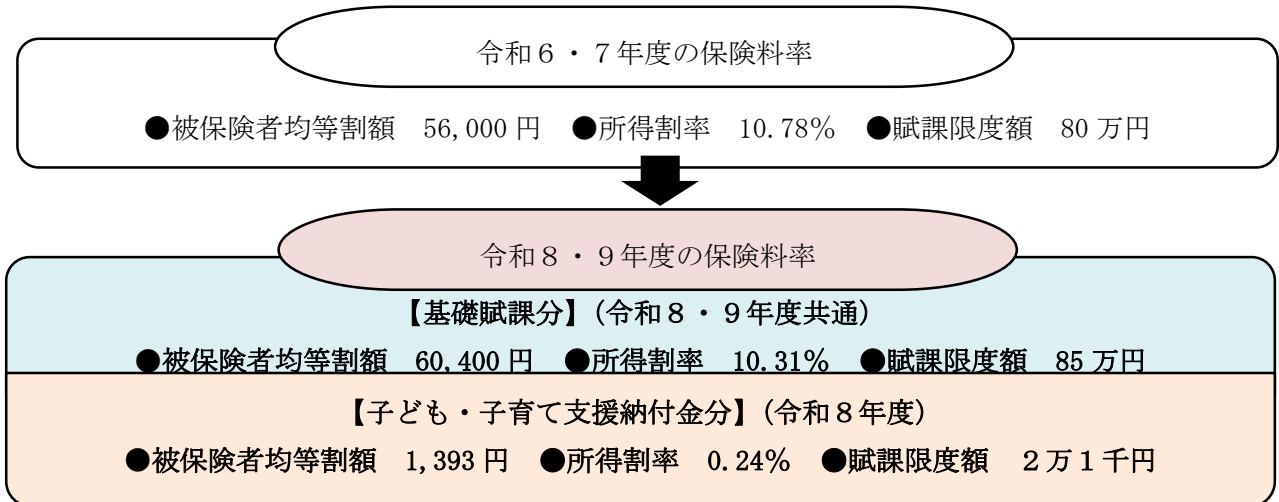 令和６・７年度の保険料率
●被保険者均等割額　56,000 円　●所得割率　10.78％　●賦課限度額　80 万円
令和８・９年度の保険料率
【基礎賦課分】（令和８・９年度共通）
●被保険者均等割額　60,400 円　●所得割率　10.31％　●賦課限度額　85 万円
【子ども・子育て支援納付金分】（令和８年度）
●被保険者均等割額　1,393 円　●所得割率　0.24％　●賦課限度額　２万１千円